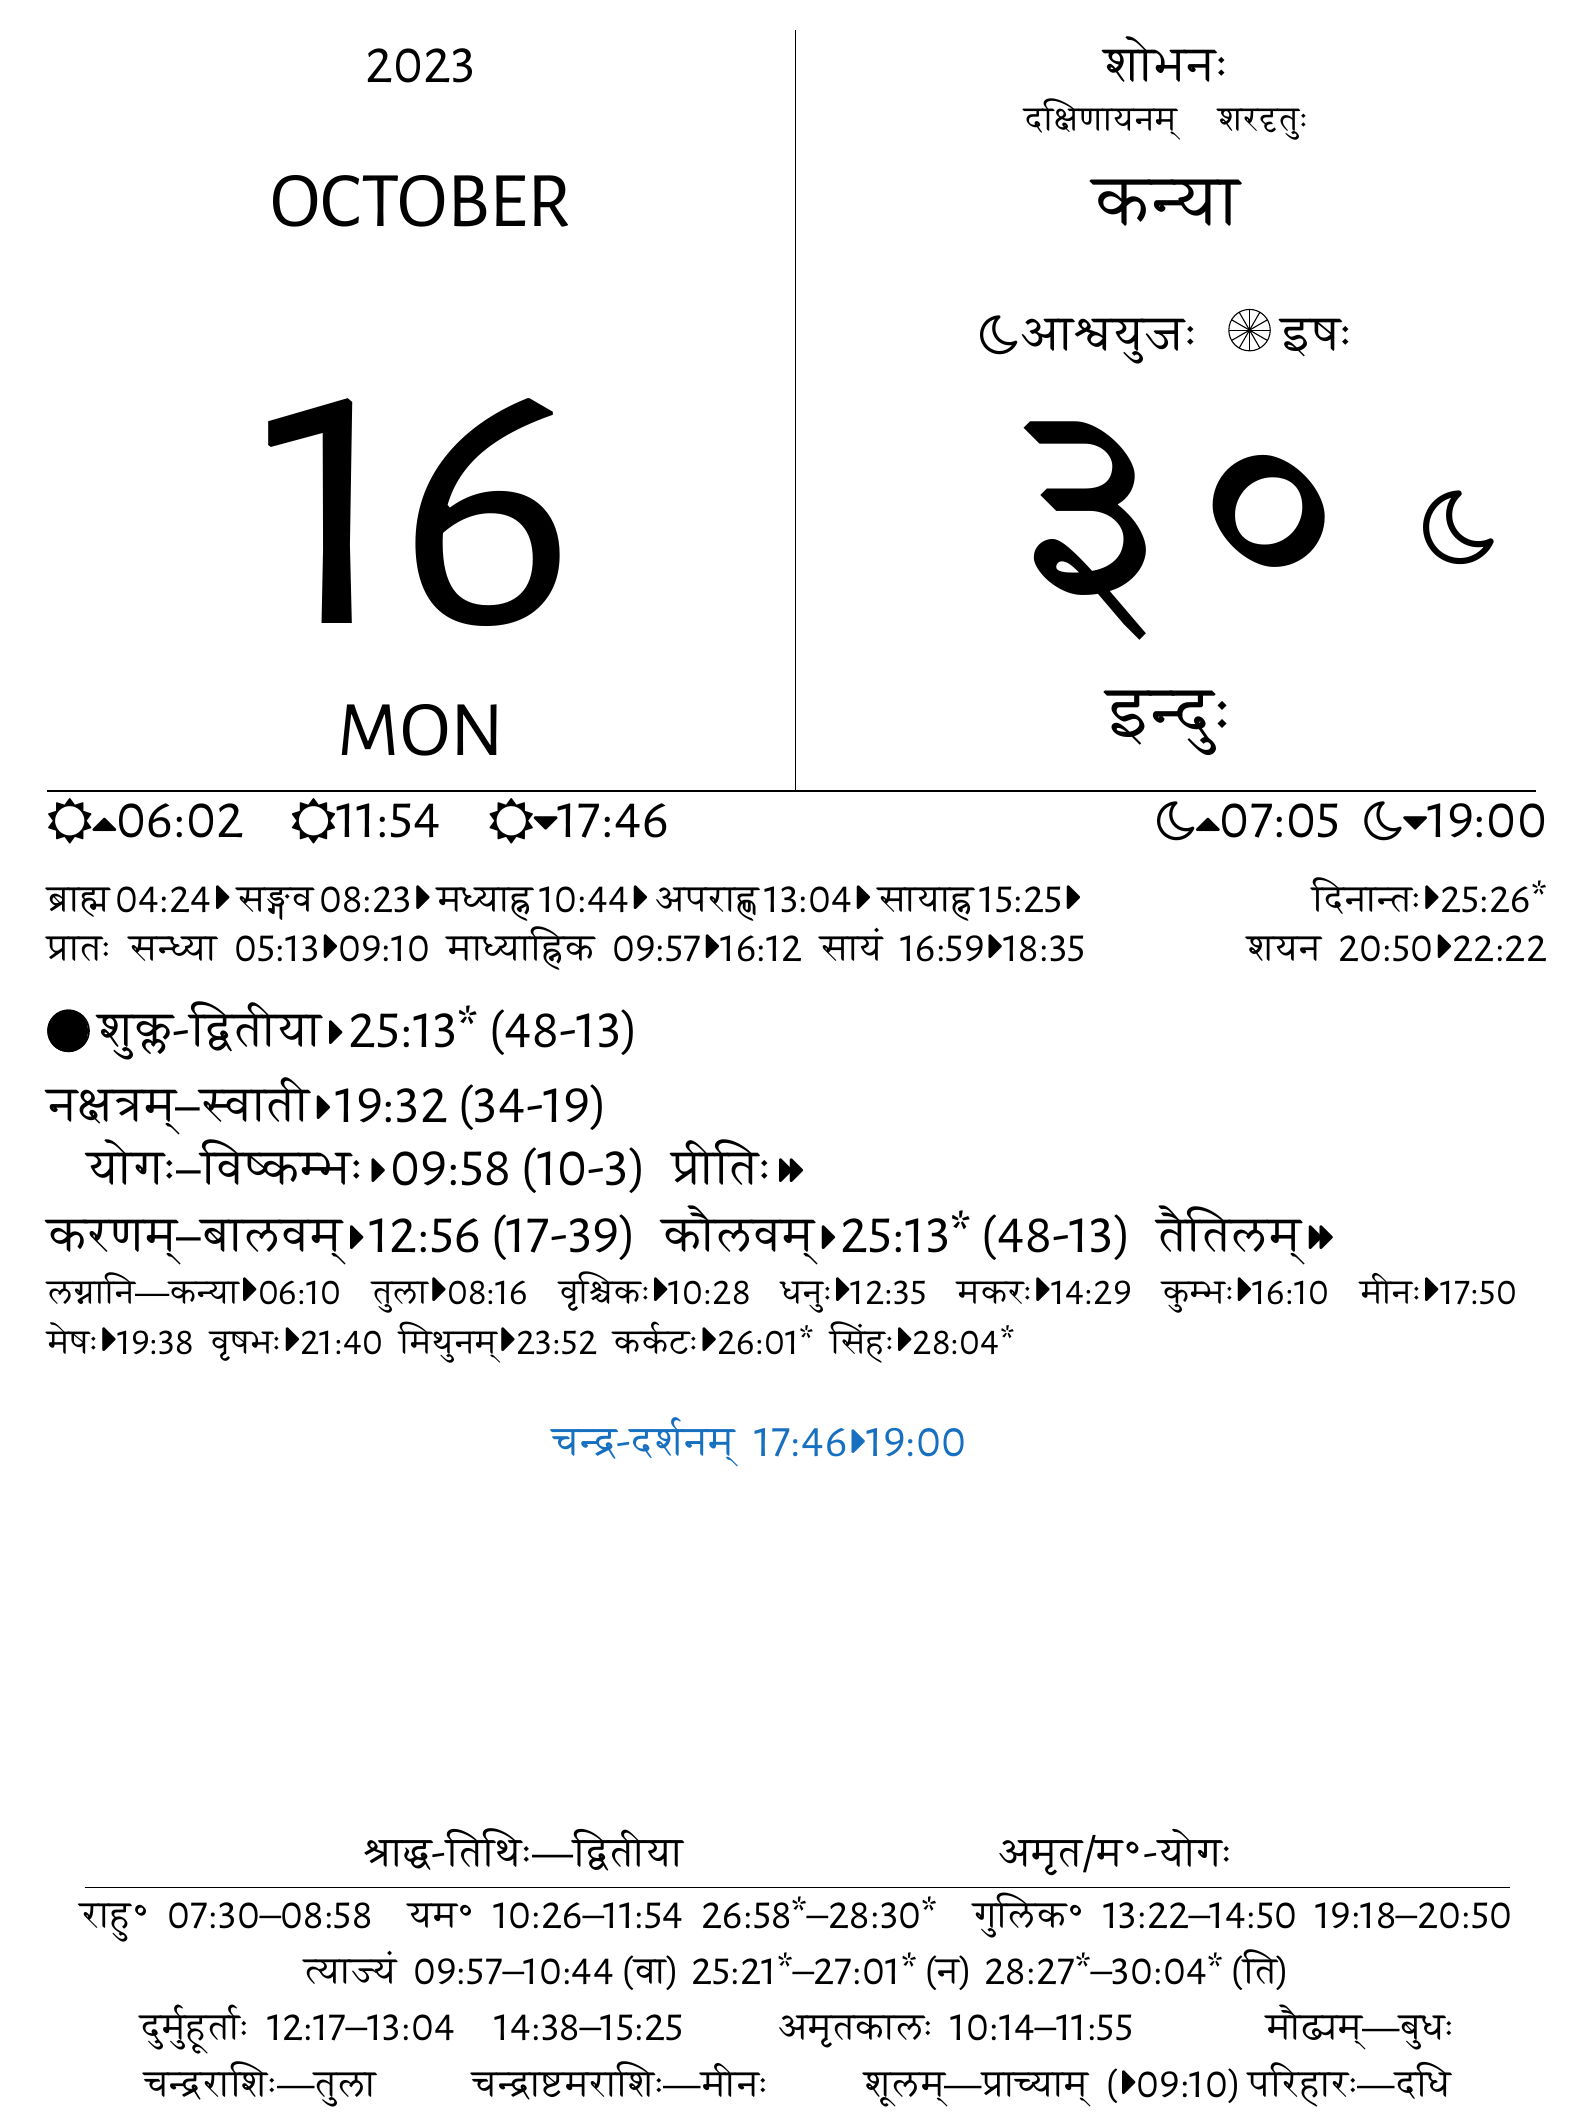 2023
OCTOBER
16
MON
शोभनः
दक्षिणायनम् शरदृतुः
कन्या
आश्वयुजः इषः
३०
इन्दुः
06:02 11:54 17:46 07:05 19:00
ब्राह्म 04:24 सङ्गव 08:23 मध्याह्न 10:44 अपराह्ण 13:04 सायाह्न 15:25 दिनान्तः 25:26*
प्रातः सन्ध्या 05:13 09:10 माध्याह्निक 09:57 16:12 सायं 16:59 18:35 शयन 20:50 22:22
शुक्ल-द्वितीया 25:13* (48-13)
नक्षत्रम्–स्वाती 19:32 (34-19)
योगः–विष्कम्भः 09:58 (10-3) प्रीतिः
करणम्–बालवम् 12:56 (17-39) कौलवम् 25:13* (48-13) तैतिलम्
लग्नानि—कन्या 06:10 तुला 08:16 वृश्चिकः 10:28 धनुः 12:35 मकरः 14:29 कुम्भः 16:10 मीनः 17:50
मेषः 19:38 वृषभः 21:40 मिथुनम् 23:52 कर्कटः 26:01* सिंहः 28:04*
चन्द्र-दर्शनम् 17:46 19:00
श्राद्ध-तिथिः—द्वितीया अमृत/म॰-योगः
राहु॰ 07:30–08:58 यम॰ 10:26–11:54 26:58*–28:30* गुलिक॰ 13:22–14:50 19:18–20:50
त्याज्यं 09:57–10:44 (वा) 25:21*–27:01* (न) 28:27*–30:04* (ति)
दुर्मुहूर्ताः 12:17–13:04 14:38–15:25 अमृतकालः 10:14–11:55 मौढ्यम्—बुधः
चन्द्रराशिः—तुला चन्द्राष्टमराशिः—मीनः शूलम्—प्राच्याम् (09:10) परिहारः—दधि